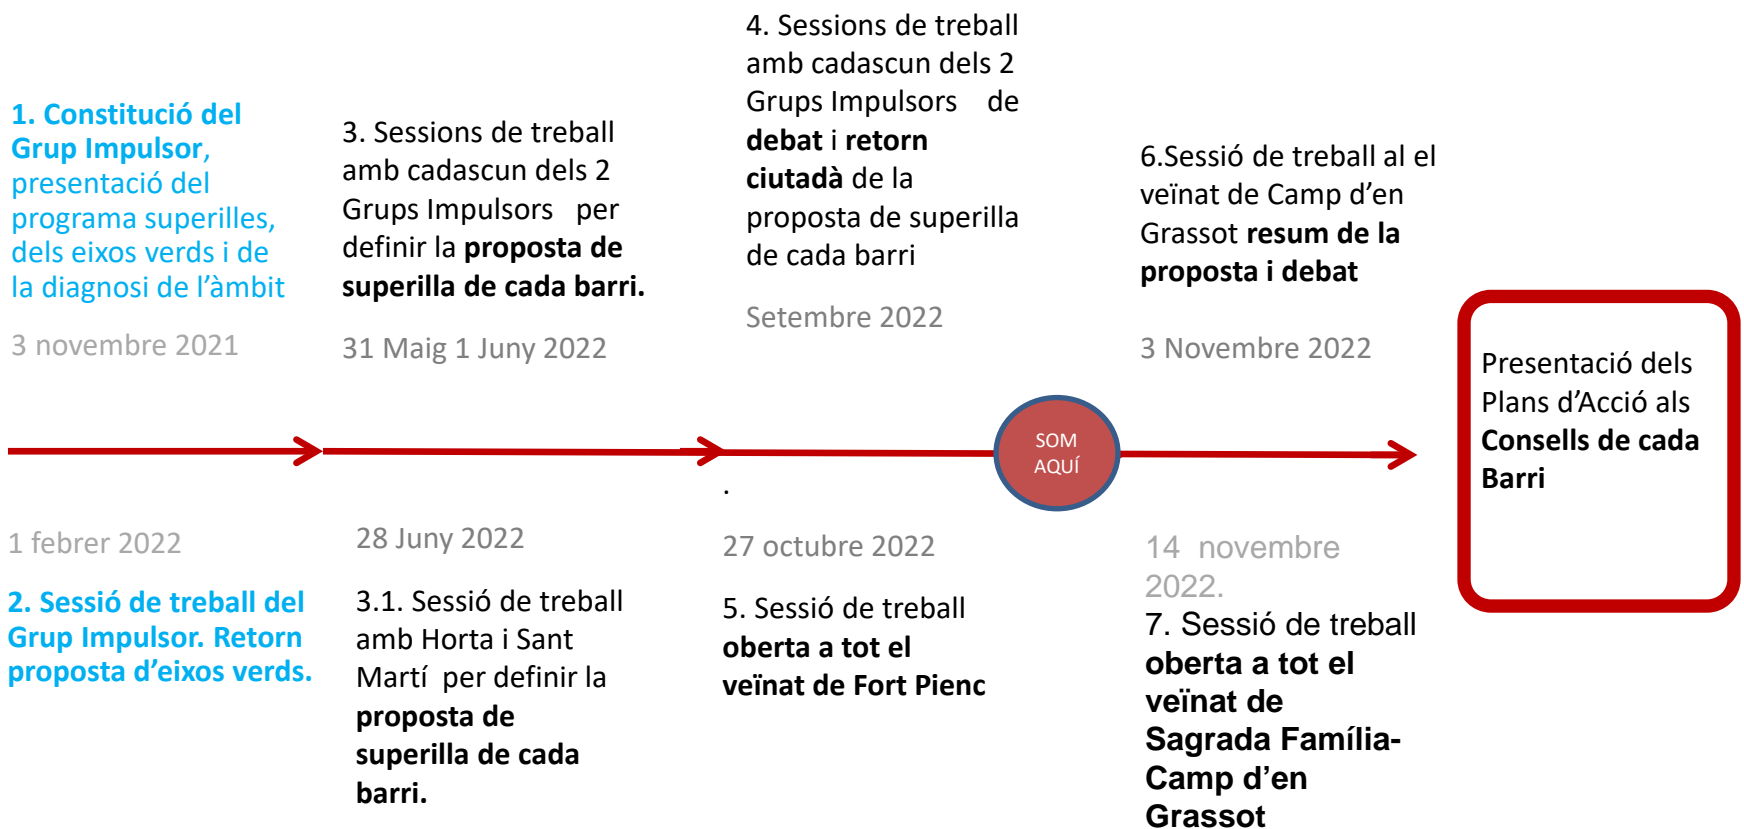 1. Constitució del
Grup Impulsor,
presentació del
programa superilles,
dels eixos verds i de
la diagnosi de l’àmbit
3 novembre 2021
3. Sessions de treball
amb cadascun dels 2
Grups Impulsors per
definir la proposta de
superilla de cada barri.
31 Maig 1 Juny 2022
4. Sessions de treball
amb cadascun dels 2
Grups Impulsors de
debat i retorn
ciutadà de la
proposta de superilla
de cada barri
Setembre 2022
6.Sessió de treball al el
veïnat de Camp d’en
Grassot resum de la
proposta i debat
3 Novembre 2022
Presentació dels
Plans d’Acció als
Consells de cada
Barri
SOM
AQUÍ
1 febrer 2022
2. Sessió de treball del
Grup Impulsor. Retorn
proposta d’eixos verds.
28 Juny 2022
3.1. Sessió de treball
amb Horta i Sant
Martí per definir la
proposta de
superilla de cada
barri.
.
27 octubre 2022
5. Sessió de treball
oberta a tot el
veïnat de Fort Pienc
14 novembre
2022.
7. Sessió de treball
oberta a tot el
veïnat de
Sagrada Família-
Camp d’en
Grassot